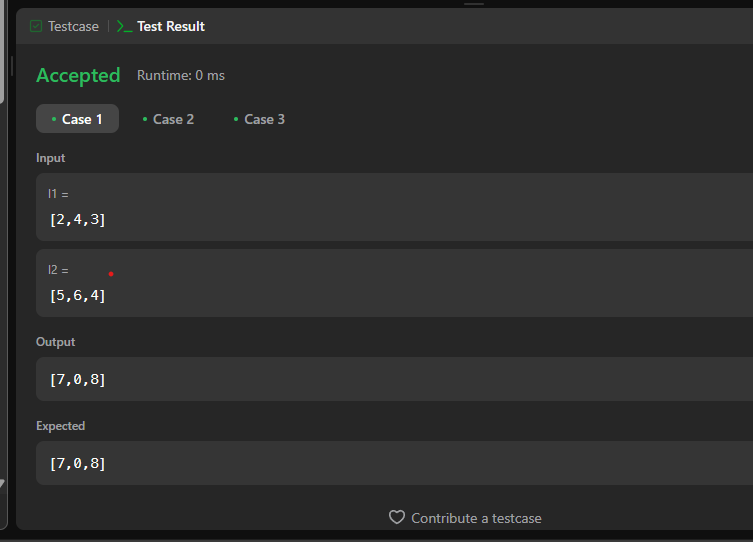 Testcase | >_ Test Result
Accepted Runtime: 0 ms
• Case 1 • Case 2 • Case 3
Input
l1 =
[2,4,3]
l2 =
[5,6,4]
Output
[7,0,8]
Expected
[7,0,8]
Contribute a testcase